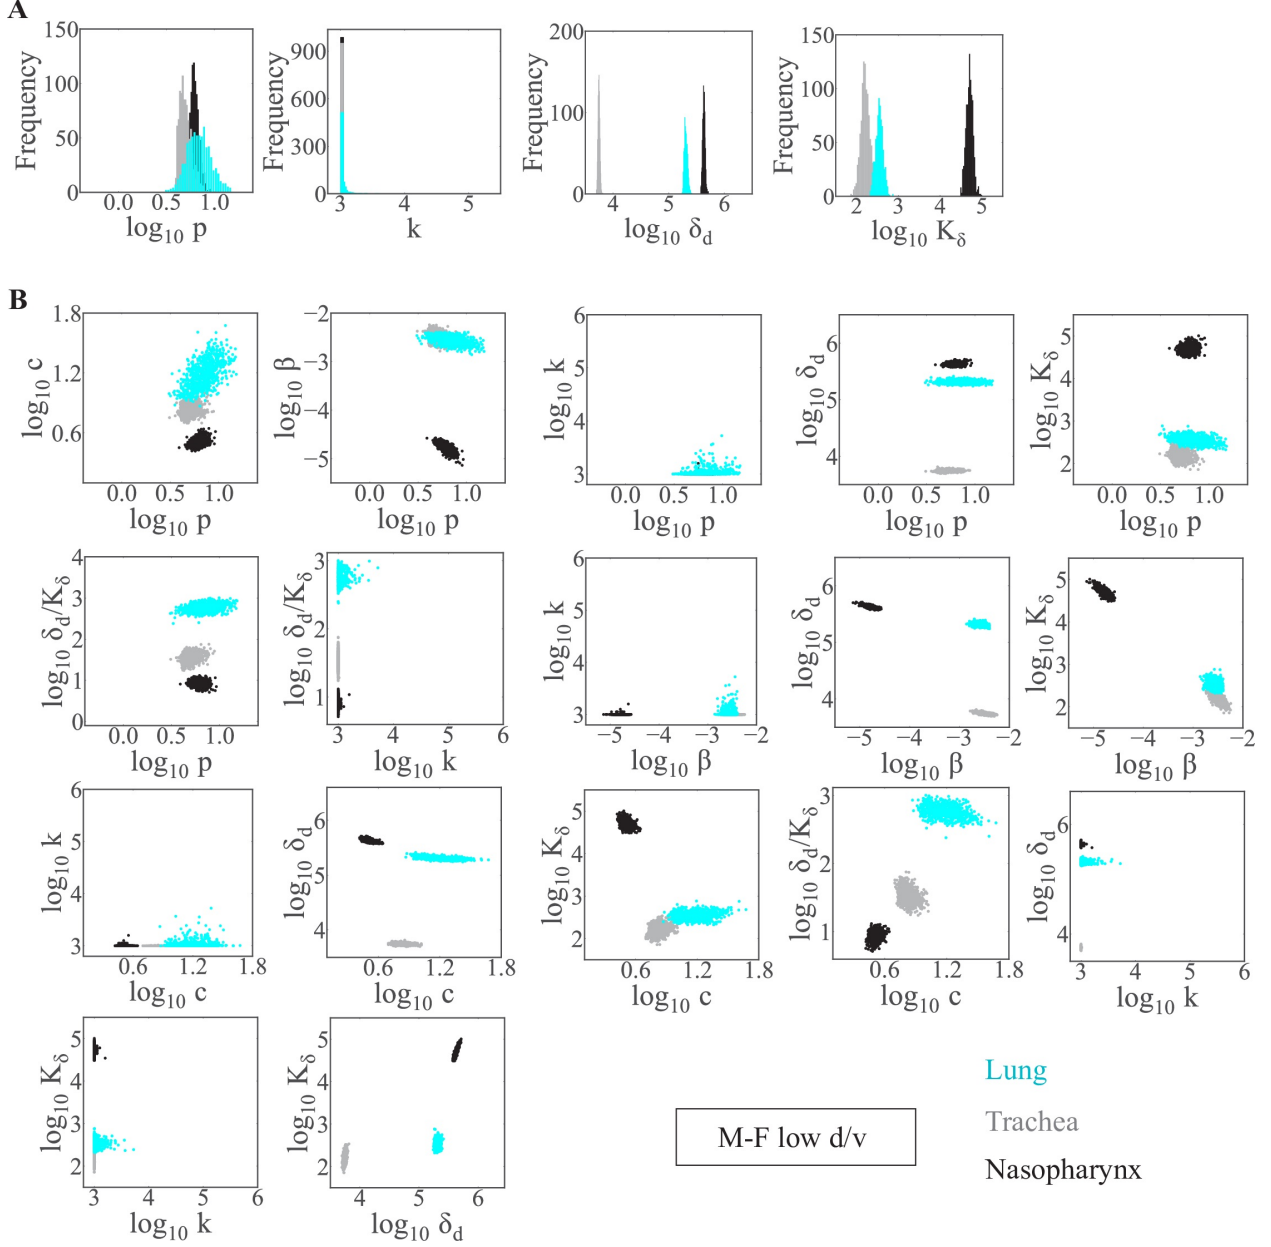 A
Frequency
150
100
50
0
0.0 0.5 1.0
log10 p
Frequency
900
600
300
0
3 4 5
k
Frequency
200
100
0
4 5 6
log10 δd
Frequency
150
100
50
0
2 3 4 5
log10 Kδ
B
log10 c
1.8
1.2
0.6
0.0 0.5 1.0
log10 p
log10 β
−2
−3
−4
−5
0.0 0.5 1.0
log10 p
log10 k
6
5
4
3
0.0 0.5 1.0
log10 p
log10 δd
6
5
4
0.0 0.5 1.0
log10 p
log10 Kδ
5
4
3
2
0.0 0.5 1.0
log10 p
log10 δd/Kδ
4
3
2
1
0
0.0 0.5 1.0
log10 p
log10 δd/Kδ
3
2
1
3 4 5 6
log10 k
log10 k
6
5
4
3
−5 −4 −3 −2
log10 β
log10 δd
6
5
4
−5 −4 −3 −2
log10 β
log10 Kδ
5
4
3
2
−5 −4 −3 −2
log10 β
log10 k
6
5
4
3
0.6 1.2 1.8
log10 c
log10 δd
6
5
4
0.6 1.2 1.8
log10 c
log10 Kδ
5
4
3
2
0.6 1.2 1.8
log10 c
log10 δd/Kδ
3
2
1
0.6 1.2 1.8
log10 c
log10 δd
6
4
3 4 5 6
log10 k
log10 Kδ
5
4
3
2
3 4 5 6
log10 k
log10 Kδ
5
4
3
2
4 5 6
log10 δd
M-F low d/v
Lung
Trachea
Nasopharynx